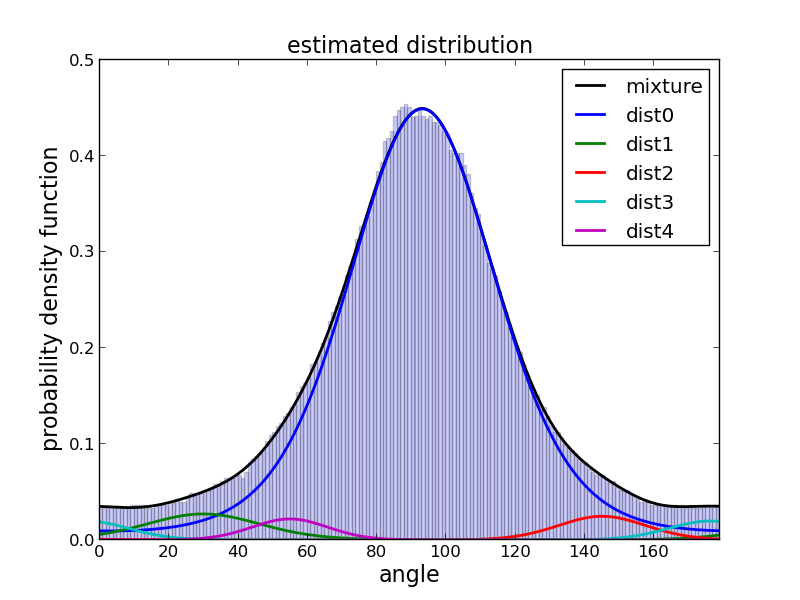 estimated distribution
probability density function
0.5
0.4
0.3
0.2
0.1
0.0
mixture
dist0
dist1
dist2
dist3
dist4
0 20 40 60 80 100 120 140 160
angle